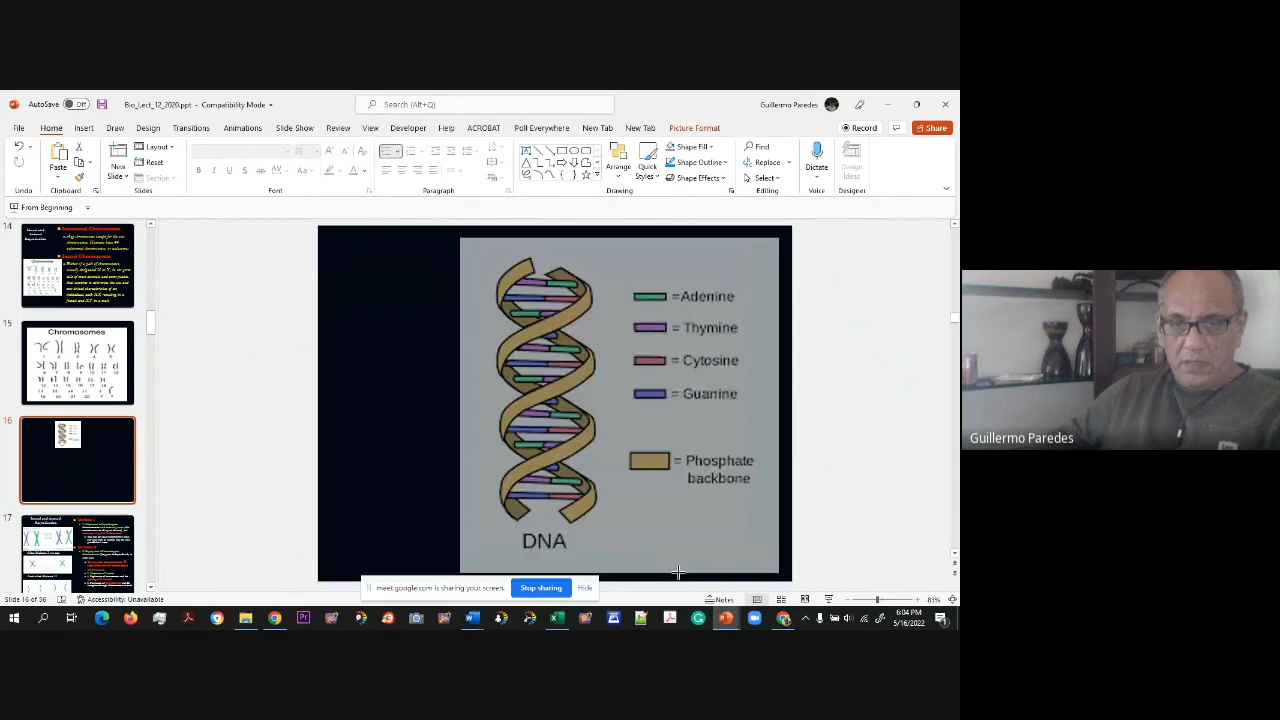 AutoSave Off Bio_Lect_12_2020.ppt - Compatibility Mode Search (Alt+Q) Guillermo Paredes
File Home Insert Draw Design Transitions Animations Slide Show Review View Developer Help ACROBAT Poll Everywhere New Tab New Tab Picture Format Record Share
Paste New Slide Layout Reset Section
Arrange Quick Styles Shape Fill Shape Outline Shape Effects Find Replace Select Dictate Design Ideas
Undo Clipboard Slides Font Paragraph Drawing Editing Voice Designer
From Beginning
14
15
Chromosomes
16
17
=Adenine
= Thymine
= Cytosine
= Guanine
= Phosphate
backbone
DNA
meet.google.com is sharing your screen. Stop sharing Hide
Slide 16 of 56 Accessibility: Unavailable Notes 83%
6:04 PM
5/16/2022
Guillermo Paredes